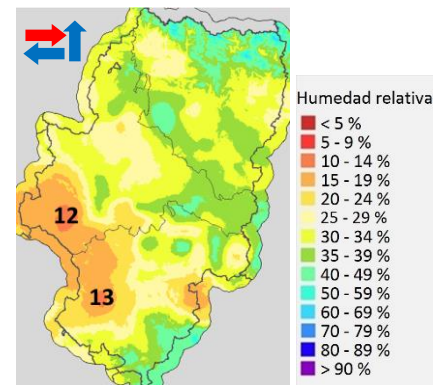 12
13
Humedad relativa
< 5 %
5 - 9 %
10 - 14 %
15 - 19 %
20 - 24 %
25 - 29 %
30 - 34 %
35 - 39 %
40 - 49 %
50 - 59 %
60 - 69 %
70 - 79 %
80 - 89 %
> 90 %